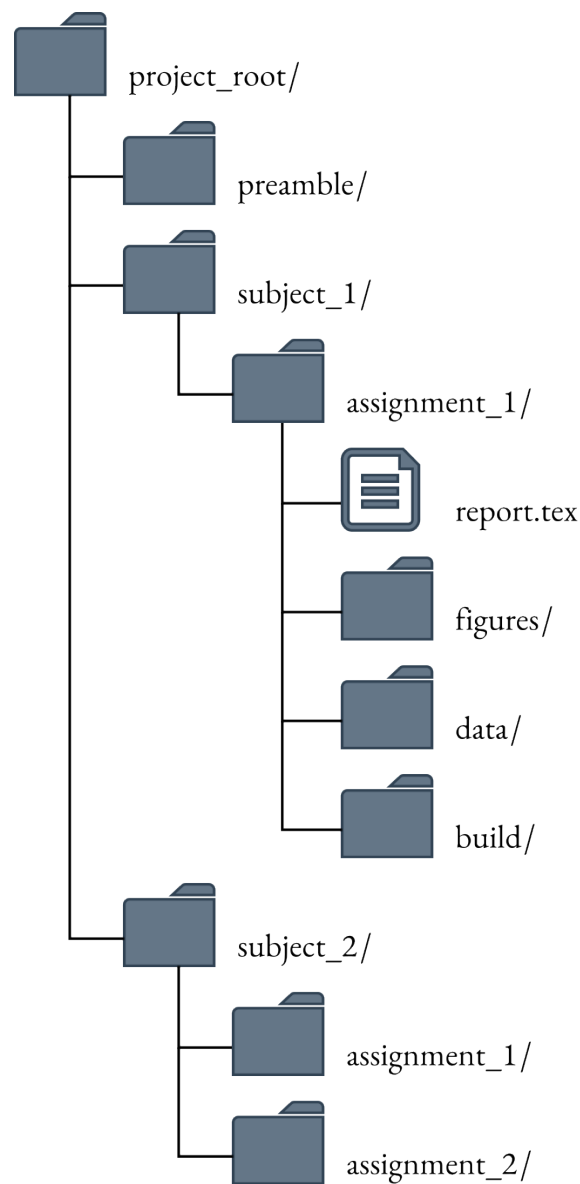 project_root/
preamble/
subject_1/
assignment_1/
report.tex
figures/
data/
build/
subject_2/
assignment_1/
assignment_2/